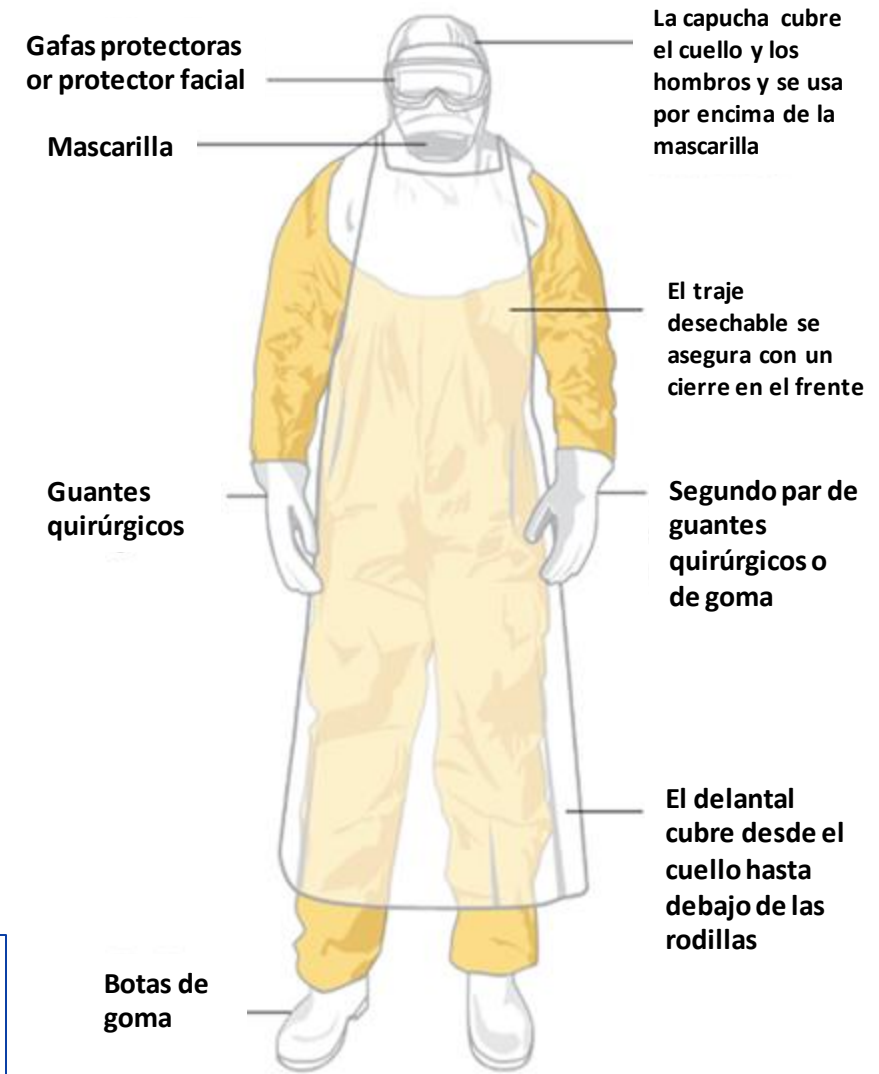 Gafas protectoras
or protector facial
Mascarilla
La capucha cubre
el cuello y los
hombros y se usa
por encima de la
mascarilla
El traje
desechable se
asegura con un
cierre en el frente
Guantes
quirúrgicos
Segundo par de
guantes
quirúrgicos o
de goma
El delantal
cubre desde el
cuello hasta
debajo de las
rodillas
Botas de
goma